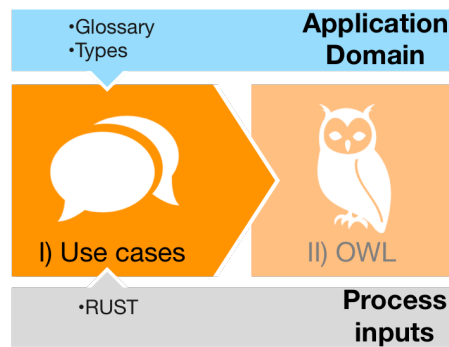 •Glossary
•Types
Application
Domain
I) Use cases
II) OWL
•RUST
Process
inputs